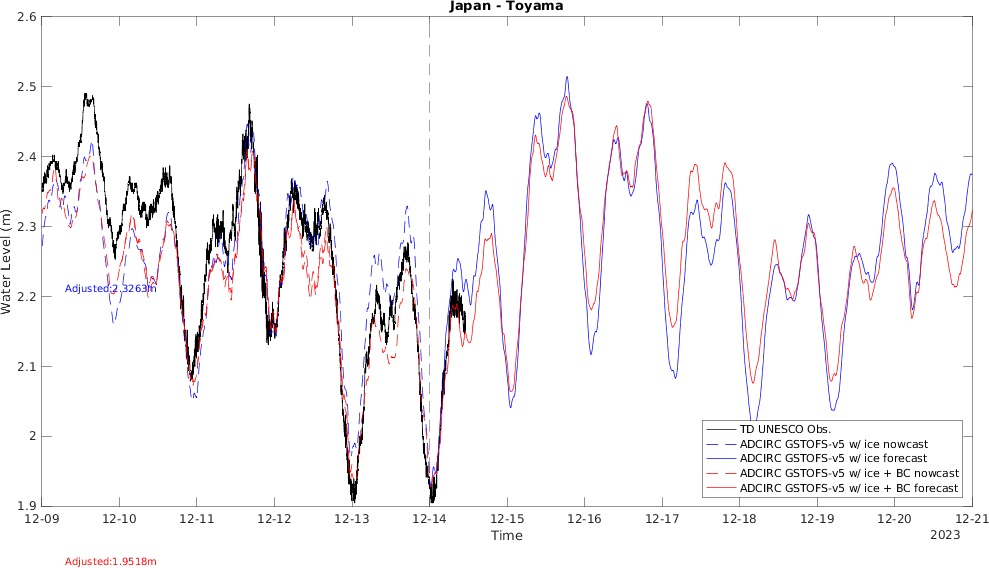 Japan - Toyama
2.6
2.5
2.4
2.3
2.2
2.1
2
1.9
Water Level (m)
Adjusted:2.3263m
TD UNESCO Obs.
ADCIRC GSTOFS-v5 w/ ice nowcast
ADCIRC GSTOFS-v5 w/ ice forecast
ADCIRC GSTOFS-v5 w/ ice + BC nowcast
ADCIRC GSTOFS-v5 w/ ice + BC forecast
12-09 12-10 12-11 12-12 12-13 12-14 12-15 12-16 12-17 12-18 12-19 12-20 12-21
Time
2023
Adjusted:1.9518m